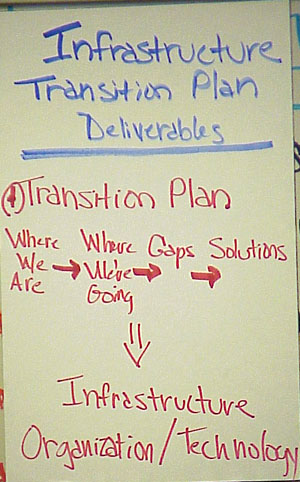 Infrastructure
Transition Plan
Deliverables
① Transition Plan
Where We Are → Where We're Going → Gaps → Solutions
⇓
Infrastructure
Organization/Technology